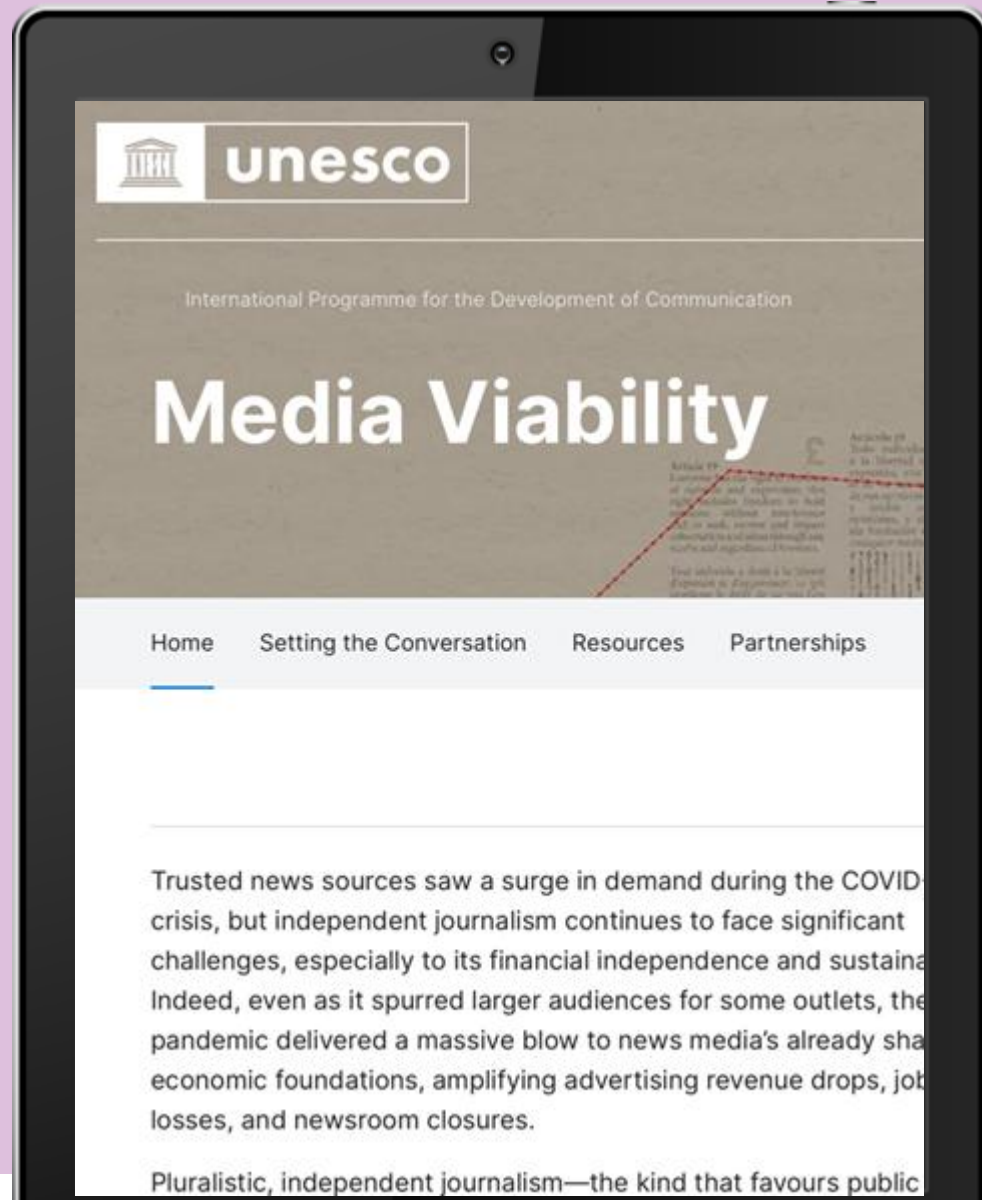 unesco
International Programme for the Development of Communication
Media Viability
Home Setting the Conversation Resources Partnerships
Trusted news sources saw a surge in demand during the COVID-
crisis, but independent journalism continues to face significant
challenges, especially to its financial independence and sustaina
Indeed, even as it spurred larger audiences for some outlets, the
pandemic delivered a massive blow to news media’s already sha
economic foundations, amplifying advertising revenue drops, job
losses, and newsroom closures.
Pluralistic, independent journalism—the kind that favours public